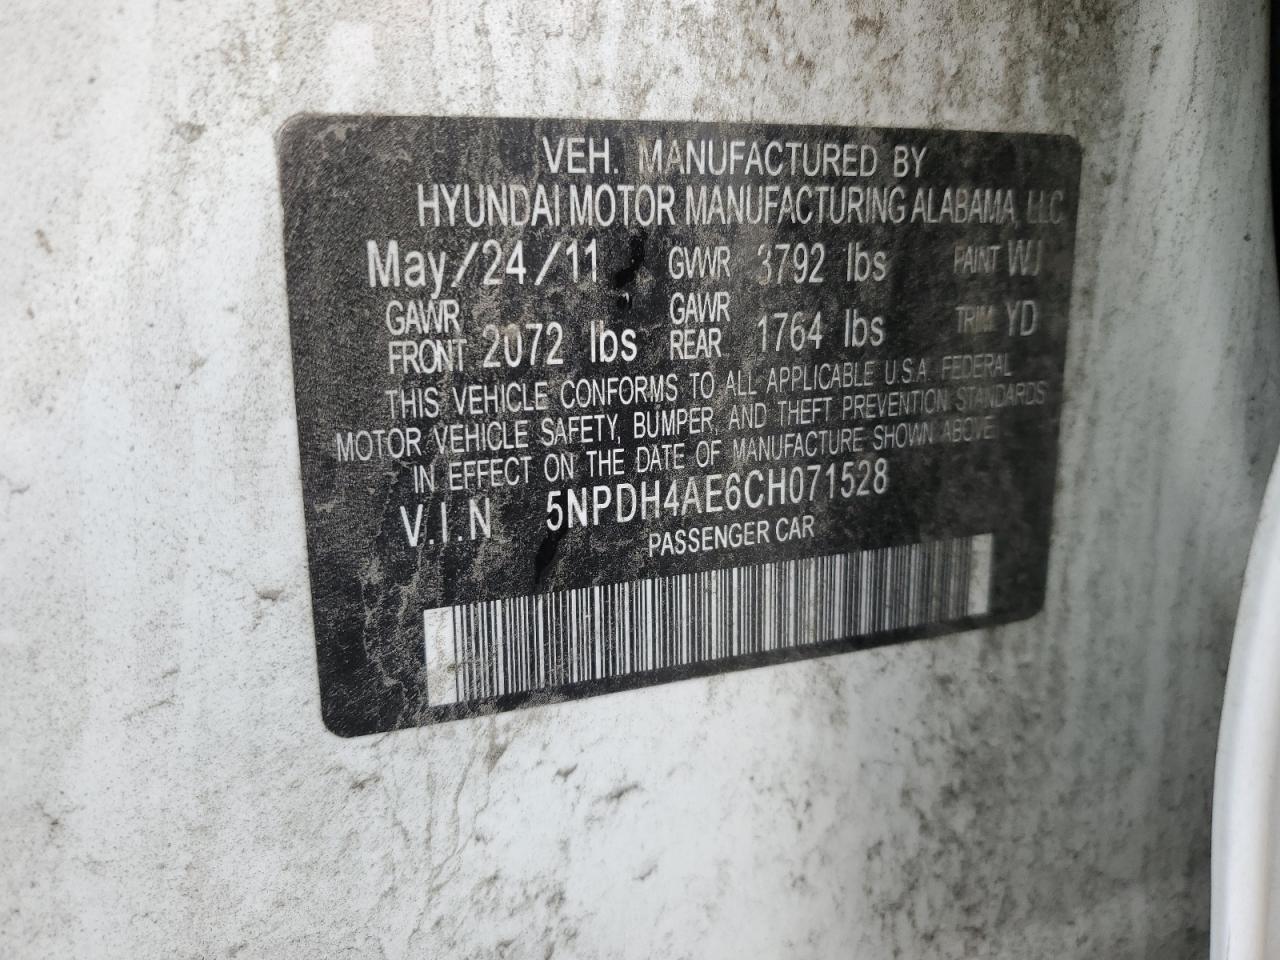 VEH. MANUFACTURED BY
HYUNDAI MOTOR MANUFACTURING ALABAMA, LLC
May/24/11 GVWR 3792 lbs PAINT WJ
GAWR FRONT 2072 lbs GAWR REAR 1764 lbs TRIM YD
THIS VEHICLE CONFORMS TO ALL APPLICABLE U.S.A. FEDERAL
MOTOR VEHICLE SAFETY, BUMPER, AND THEFT PREVENTION STANDARDS
IN EFFECT ON THE DATE OF MANUFACTURE SHOWN ABOVE
V.I.N 5NPDH4AE6CH071528
PASSENGER CAR